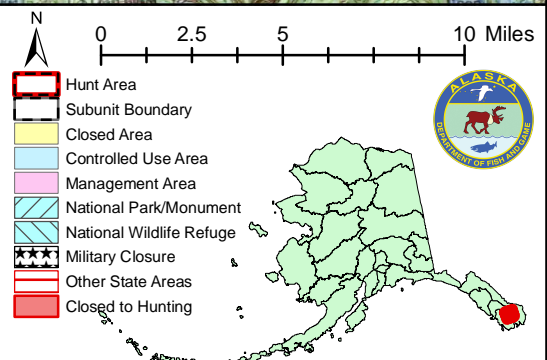 N
0 2.5 5 10 Miles
Hunt Area
Subunit Boundary
Closed Area
Controlled Use Area
Management Area
National Park/Monument
National Wildlife Refuge
Military Closure
Other State Areas
Closed to Hunting
ALASKA
DEPARTMENT OF FISH AND GAME